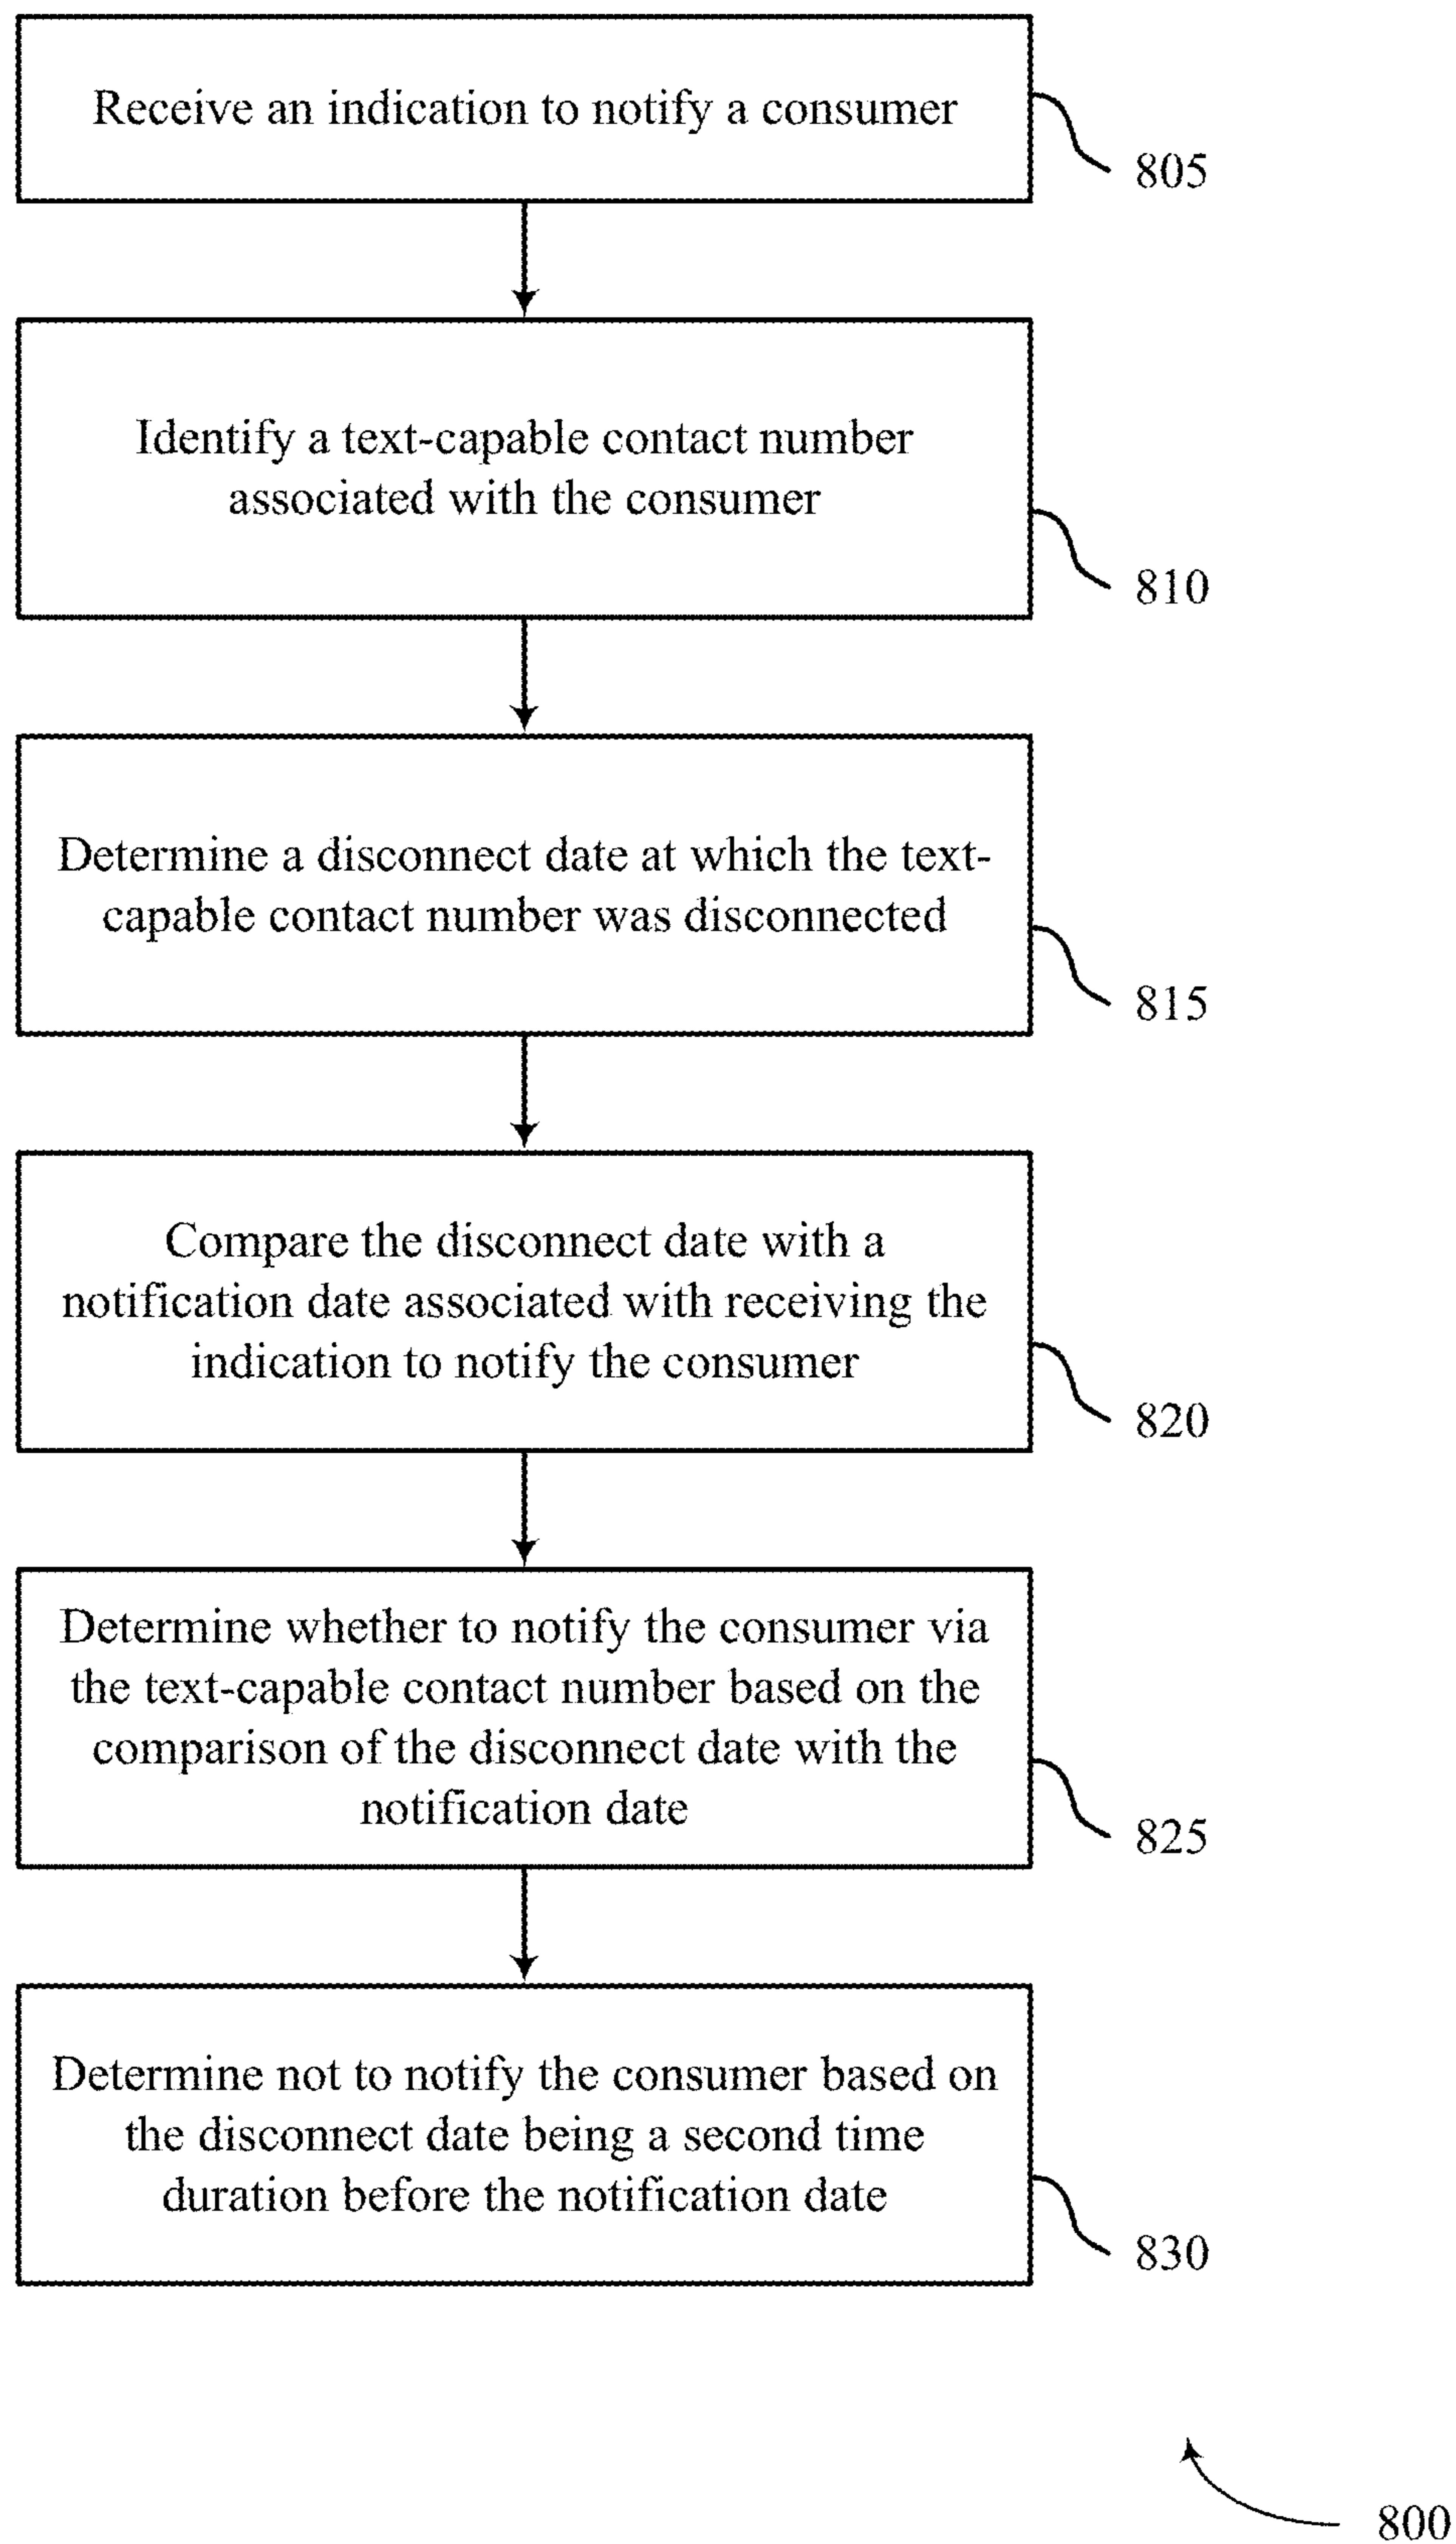 Receive an indication to notify a consumer
805
Identify a text-capable contact number
associated with the consumer
810
Determine a disconnect date at which the text-
capable contact number was disconnected
815
Compare the disconnect date with a
notification date associated with receiving the
indication to notify the consumer
820
Determine whether to notify the consumer via
the text-capable contact number based on the
comparison of the disconnect date with the
notification date
825
Determine not to notify the consumer based on
the disconnect date being a second time
duration before the notification date
830
800